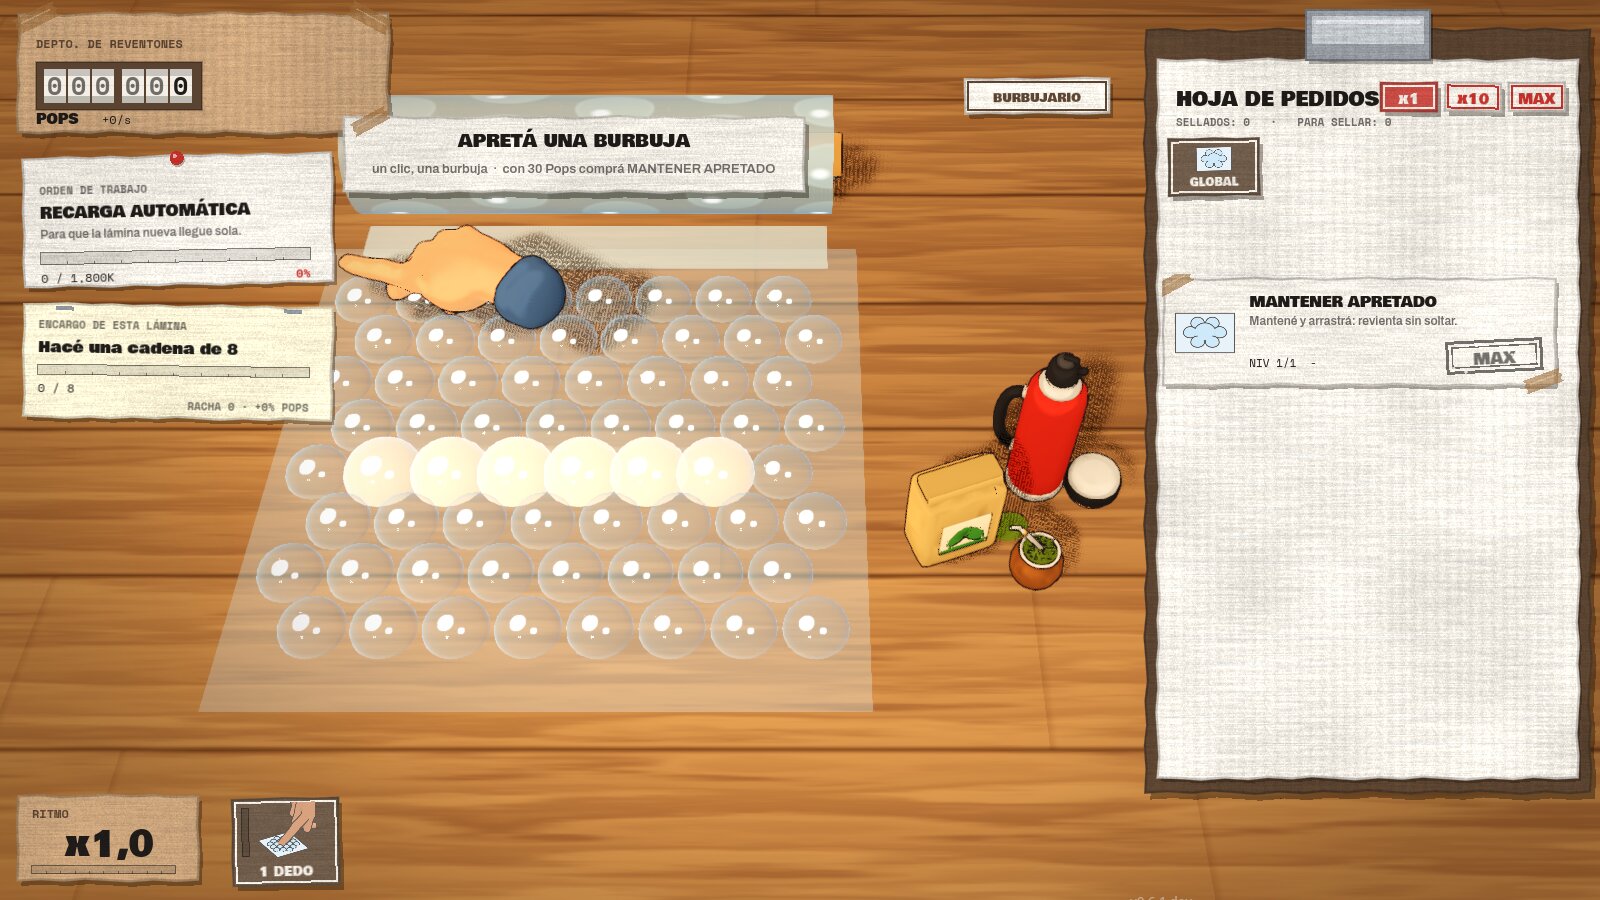 DEPTO. DE REVENTONES
000 000
POPS +0/s
ORDEN DE TRABAJO
RECARGA AUTOMÁTICA
Para que la lámina nueva llegue sola.
0 / 1.800K 0%
ENCARGO DE ESTA LÁMINA
Hacé una cadena de 8
0 / 8
RACHA 0 · +0% POPS
APRETÁ UNA BURBUJA
un clic, una burbuja · con 30 Pops comprá MANTENER APRETADO
BURBUJARIO
HOJA DE PEDIDOS x1 x10 MAX
SELLADOS: 0 · PARA SELLAR: 0
GLOBAL
MANTENER APRETADO
Mantené y arrastrá: revienta sin soltar.
NIV 1/1 -
MAX
RITMO
x1,0
1 DEDO